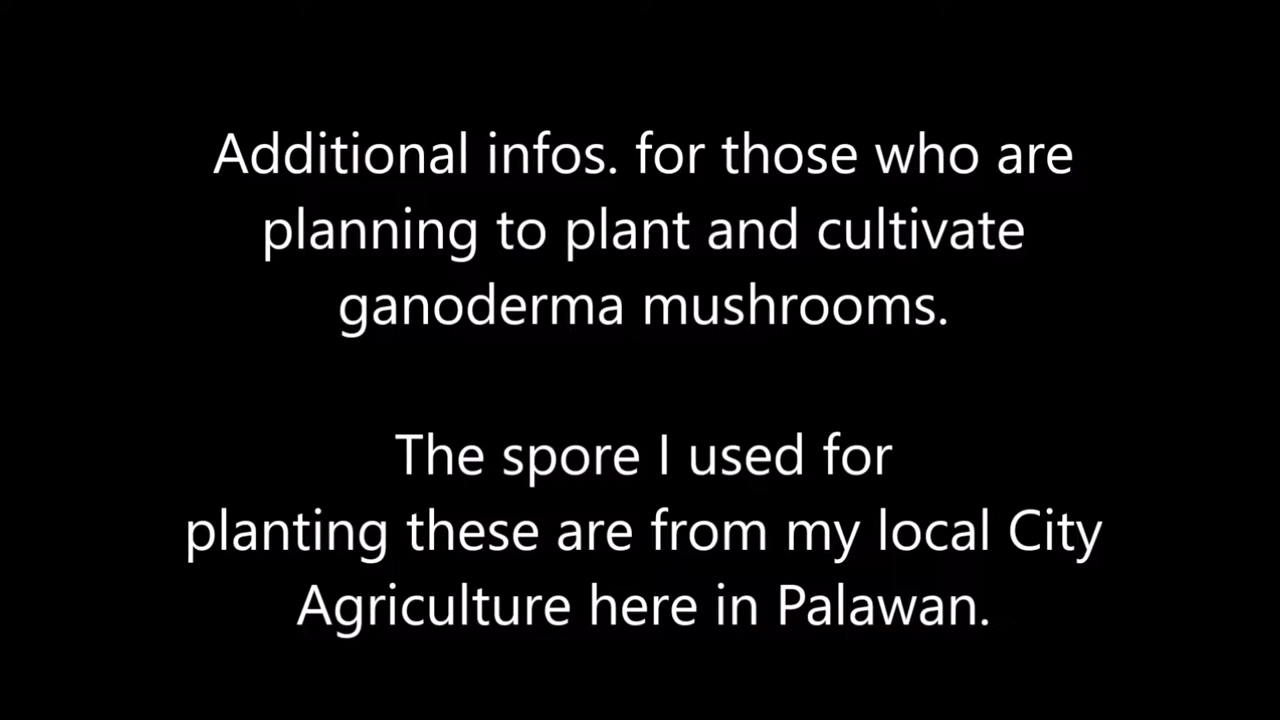 Additional infos. for those who are
planning to plant and cultivate
ganoderma mushrooms.
The spore I used for
planting these are from my local City
Agriculture here in Palawan.